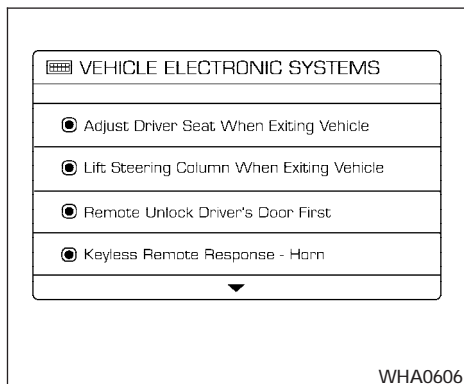 VEHICLE ELECTRONIC SYSTEMS
Adjust Driver Seat When Exiting Vehicle
Lift Steering Column When Exiting Vehicle
Remote Unlock Driver's Door First
Keyless Remote Response - Horn
WHA0606